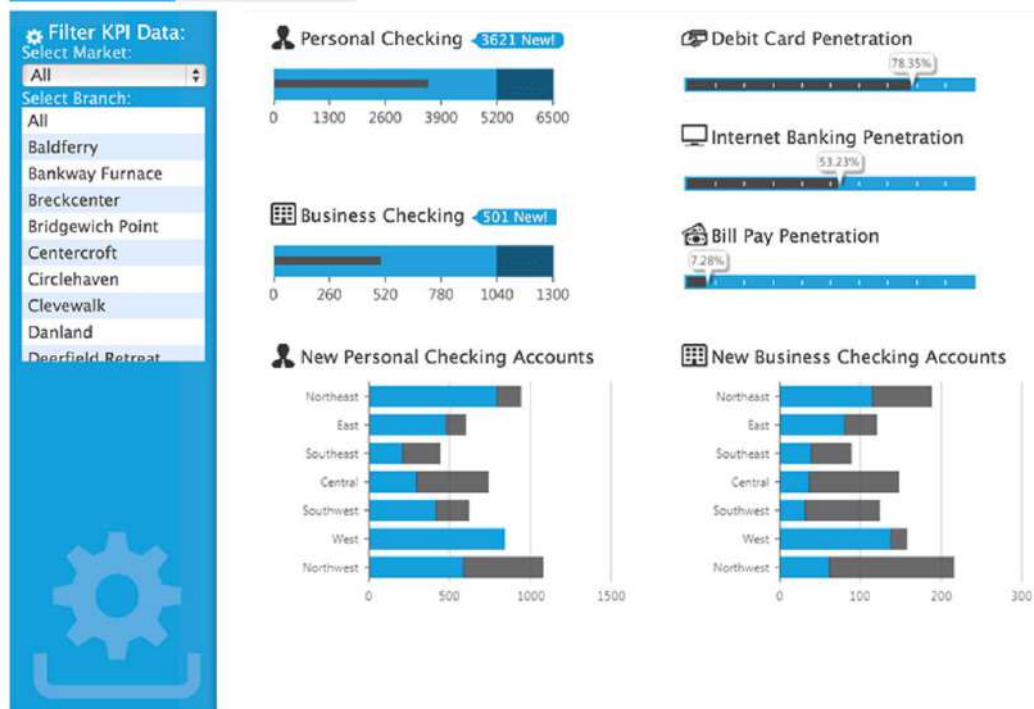 Filter KPI Data:
Select Market:
All
Select Branch:
All
Baldferry
Bankway Furnace
Breckcenter
Bridgewich Point
Centercroft
Circlehaven
Clevewalk
Danland
Deerfield Retreat
Personal Checking 3621 New!
0 1300 2600 3900 5200 6500
Business Checking 501 New!
0 260 520 780 1040 1300
Debit Card Penetration
78.35%
Internet Banking Penetration
53.23%
Bill Pay Penetration
7.28%
New Personal Checking Accounts
Northeast
East
Southeast
Central
Southwest
West
Northwest
0 500 1000 1500
New Business Checking Accounts
Northeast
East
Southeast
Central
Southwest
West
Northwest
0 100 200 300